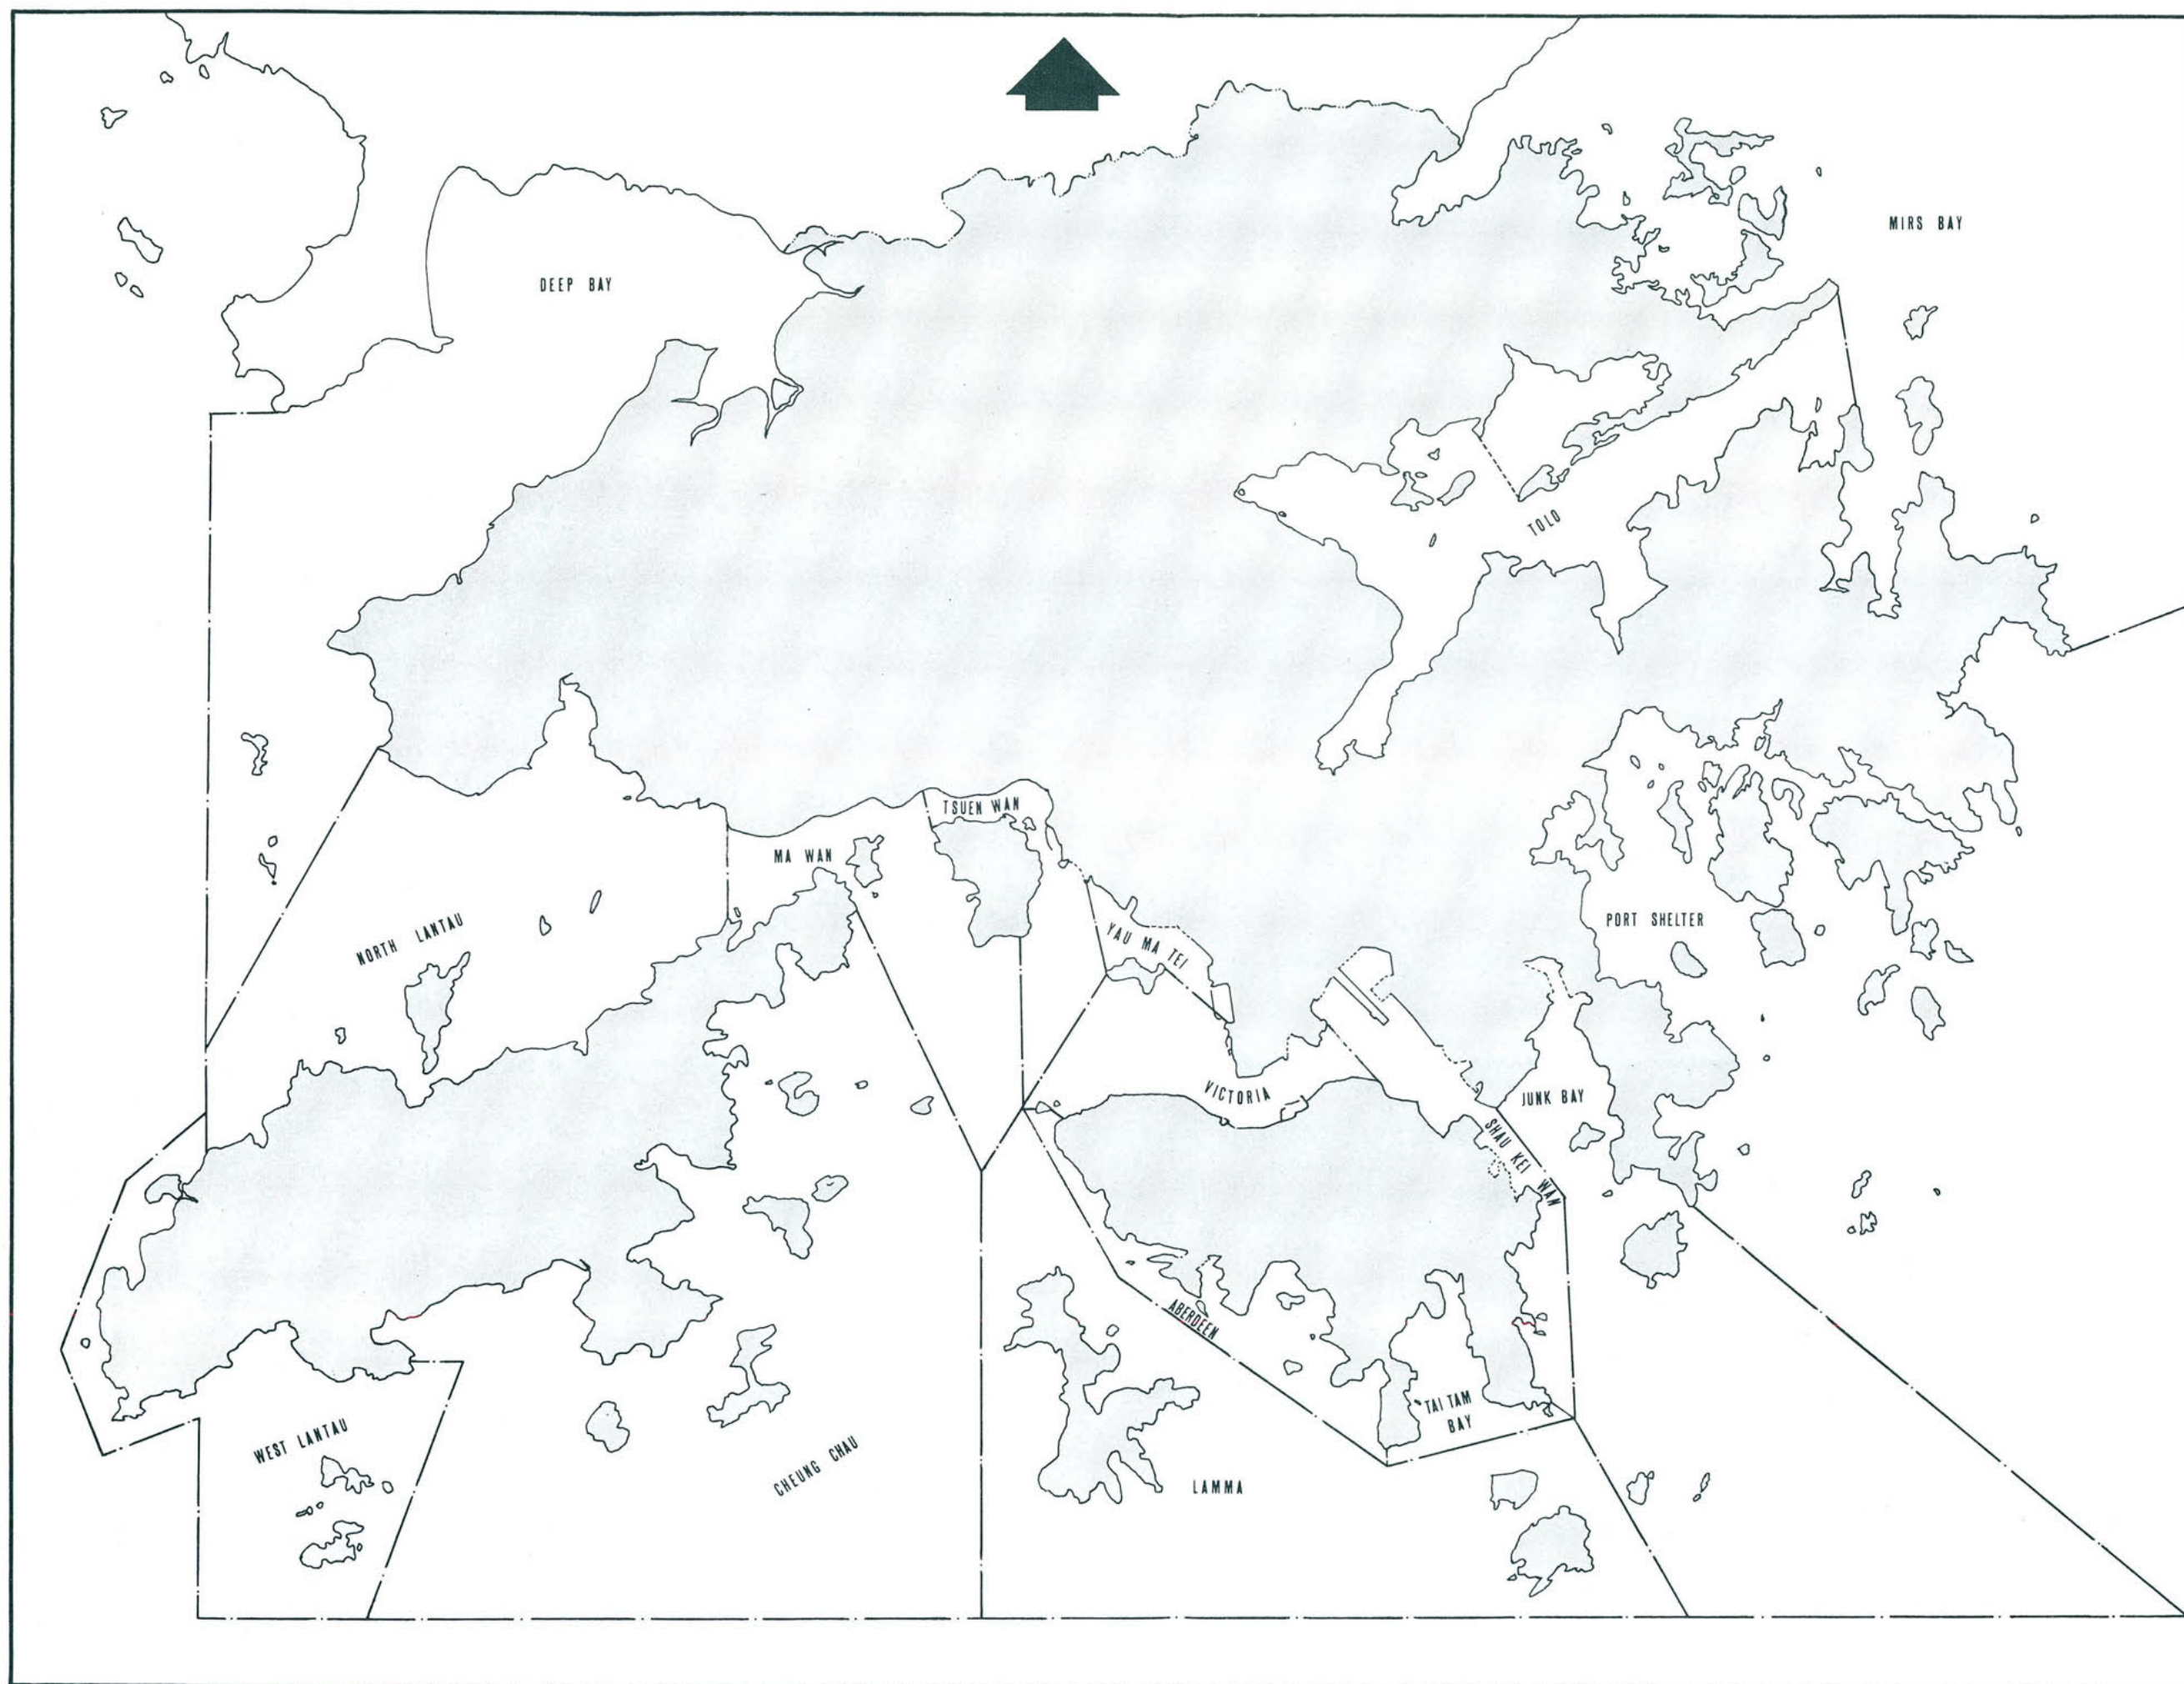 MIRS BAY
DEEP BAY
TOLO
TSUEN WAN
MA WAN
NORTH LANTAU
YAU MA TEI
PORT SHELTER
VICTORIA
JUNK BAY
SHAU KEI WAN
ABERDEEN
TAI TAM
BAY
WEST LANTAU
CHEUNG CHAU
LAMMA